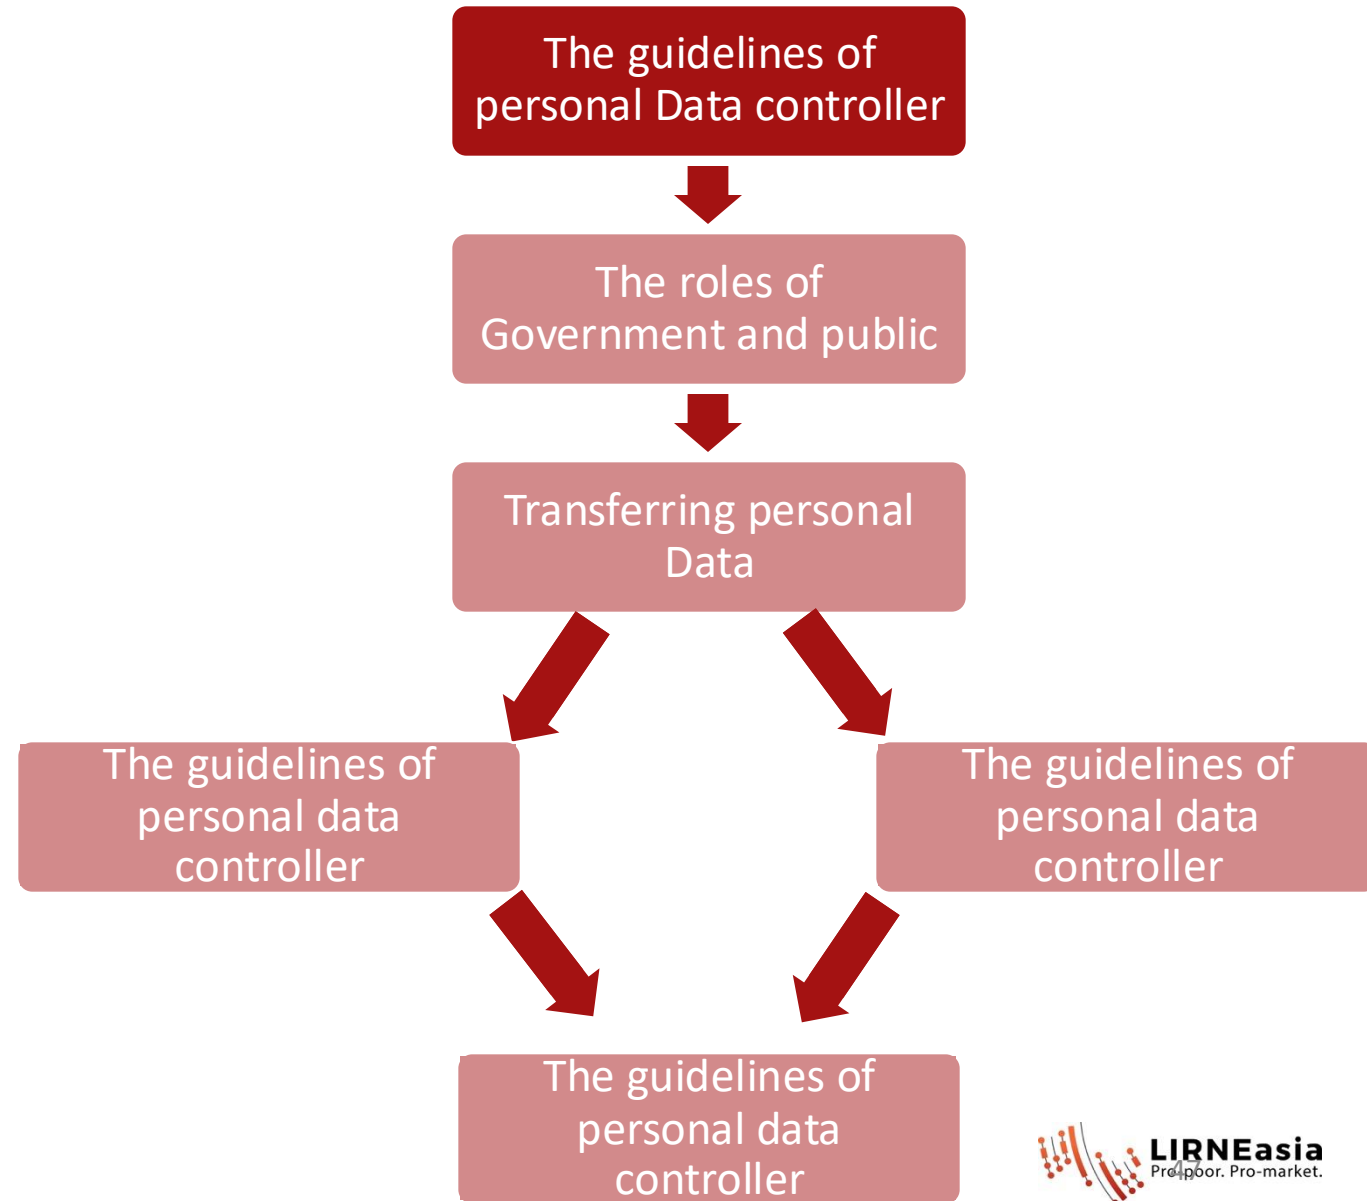 The guidelines of
personal Data controller
The roles of
Government and public
Transferring personal
Data
The guidelines of
personal data
controller
The guidelines of
personal data
controller
The guidelines of
personal data
controller
LIRNEasia
Pro-poor. Pro-market.
47